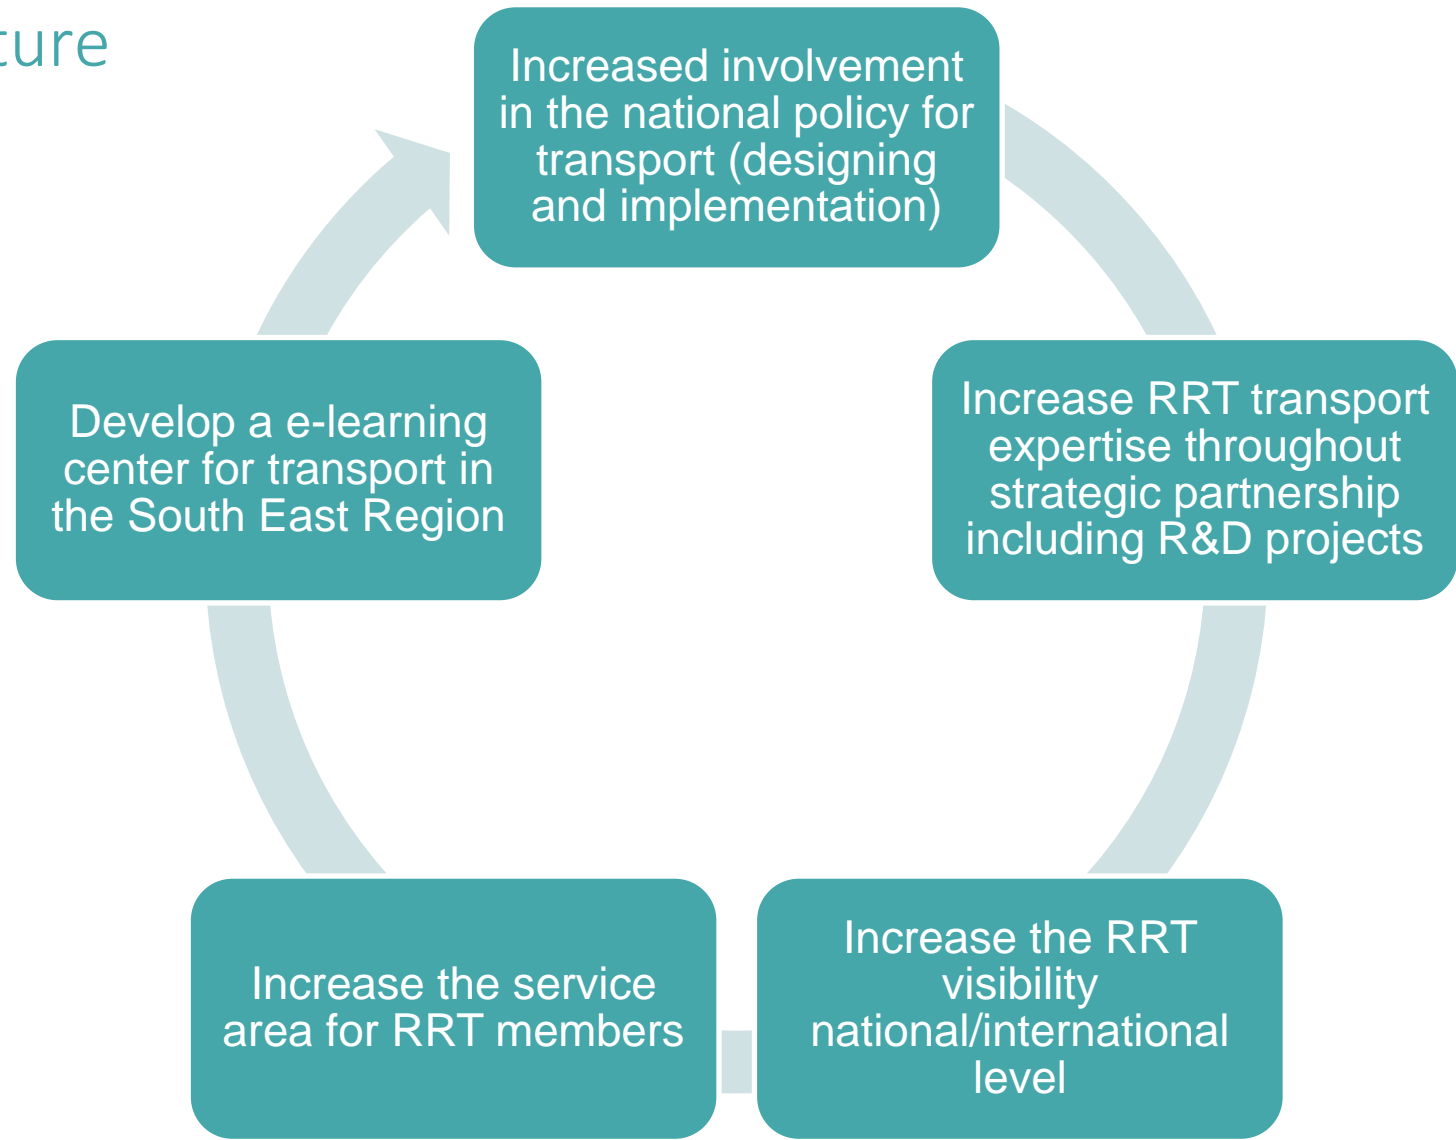 ture
Increased involvement
in the national policy for
transport (designing
and implementation)
Increase RRT transport
expertise throughout
strategic partnership
including R&D projects
Increase the RRT
visibility
national/international
level
Increase the service
area for RRT members
Develop a e-learning
center for transport in
the South East Region